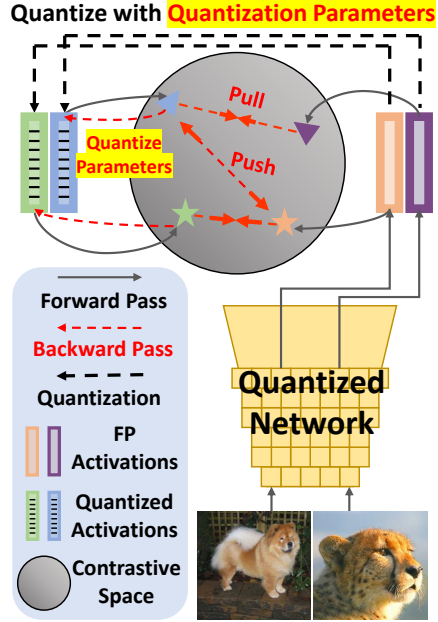 Quantize with Quantization Parameters
Pull
Quantize
Parameters
Push
Forward Pass
Backward Pass
Quantization
FP
Activations
Quantized
Activations
Contrastive
Space
Quantized
Network